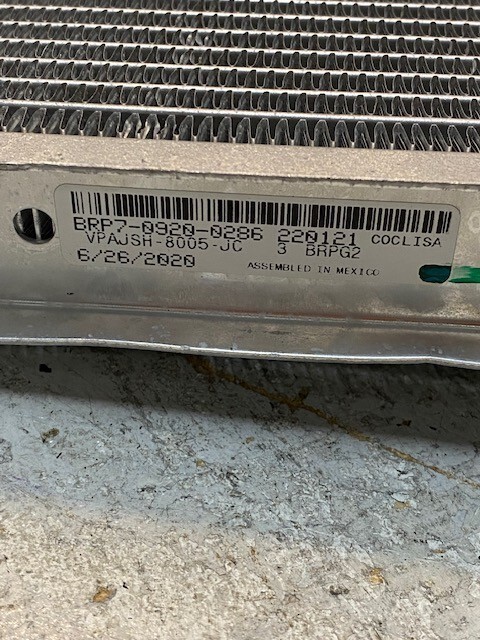 BRP7-0920-0286 220121 COCLISA
VPAJSH-8005-JC 3 BRPG2
6/26/2020 ASSEMBLED IN MEXICO